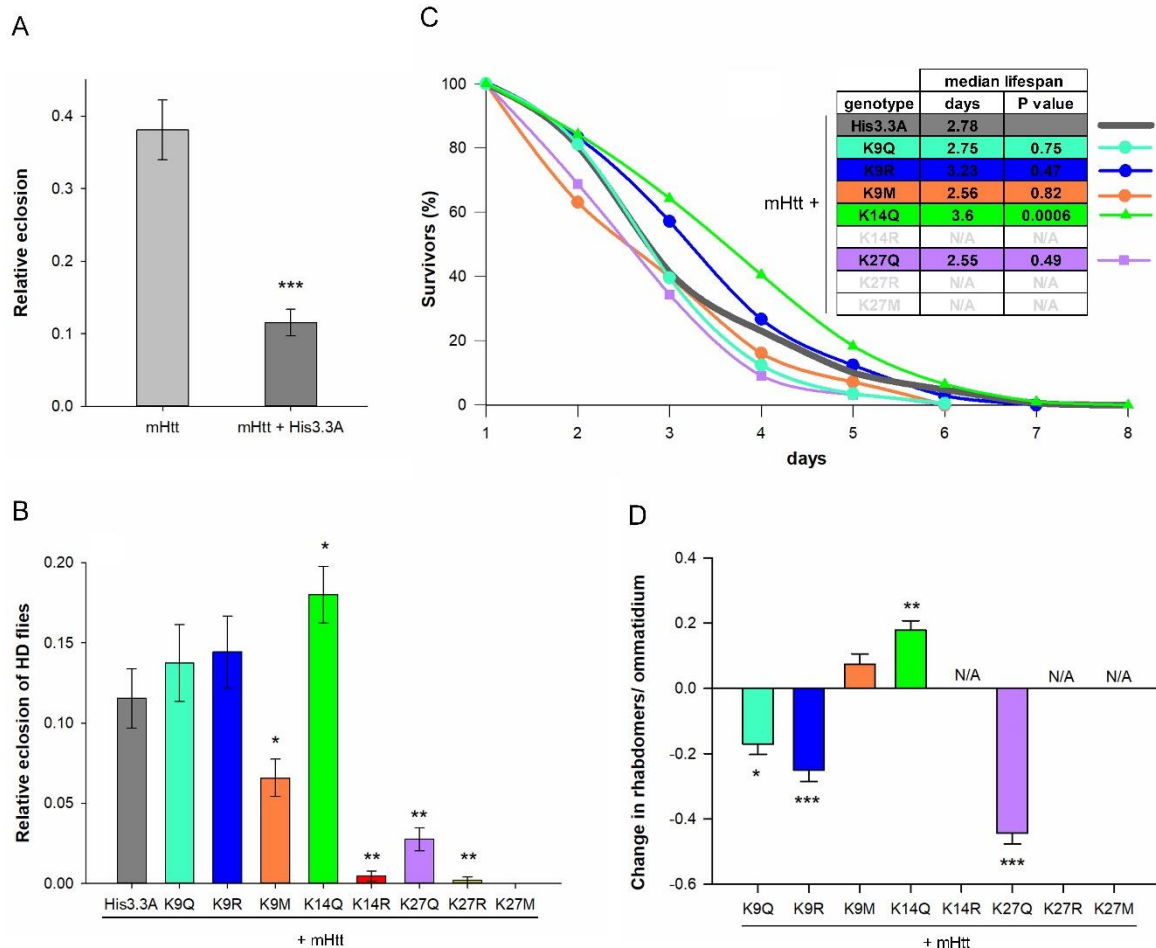 A
Relative eclosion
0.4
0.3
0.2
0.1
0.0
***
mHtt
mHtt + His3.3A
C
Survivors (%)
100
80
60
40
20
0
1 2 3 4 5 6 7 8
days
mHtt +
median lifespan
genotype days P value
His3.3A 2.78
K9Q 2.75 0.75
K9R 3.23 0.47
K9M 2.56 0.82
K14Q 3.6 0.0006
K14R N/A N/A
K27Q 2.55 0.49
K27R N/A N/A
K27M N/A N/A
B
Relative eclosion of HD flies
0.20
0.15
0.10
0.05
0.00
* * ** ** **
His3.3A K9Q K9R K9M K14Q K14R K27Q K27R K27M
+ mHtt
D
Change in rhabdomers/ ommatidium
0.4
0.2
0.0
-0.2
-0.4
-0.6
**
N/A N/A N/A
*
***
***
K9Q K9R K9M K14Q K14R K27Q K27R K27M
+ mHtt